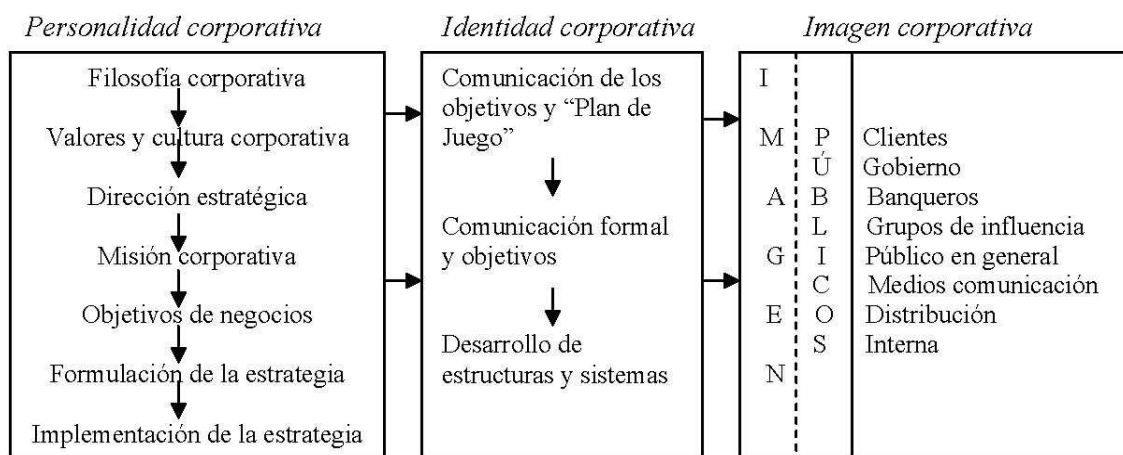 Personalidad corporativa
Filosofía corporativa
Valores y cultura corporativa
Dirección estratégica
Misión corporativa
Objetivos de negocios
Formulación de la estrategia
Implementación de la estrategia
Identidad corporativa
Comunicación de los
objetivos y “Plan de
Juego”
Comunicación formal
y objetivos
Desarrollo de
estructuras y sistemas
Imagen corporativa
I
M
A
G
E
N
P
Ú
B
L
I
C
O
S
Clientes
Gobierno
Banqueros
Grupos de influencia
Público en general
Medios comunicación
Distribución
Interna